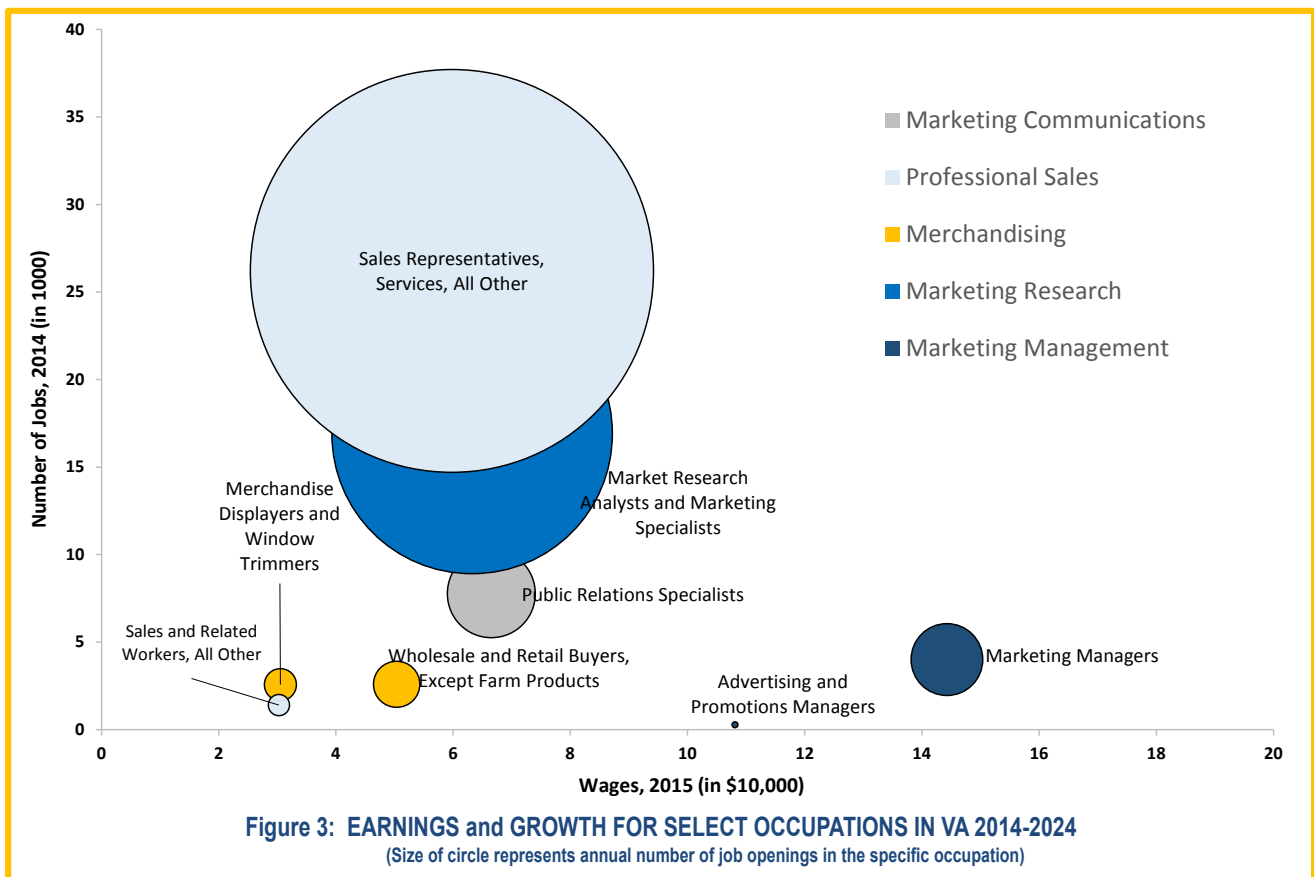 40
35
30
25
20
15
10
5
0
Number of Jobs, 2014 (in 1000)
Marketing Communications
Professional Sales
Merchandising
Marketing Research
Marketing Management
Sales Representatives,
Services, All Other
Market Research
Analysts and Marketing
Specialists
Merchandise
Displayers and
Window
Trimmers
Public Relations Specialists
Sales and Related
Workers, All Other
Wholesale and Retail Buyers,
Except Farm Products
Marketing Managers
Advertising and
Promotions Managers
0 2 4 6 8 10 12 14 16 18 20
Wages, 2015 (in $10,000)
Figure 3: EARNINGS and GROWTH FOR SELECT OCCUPATIONS IN VA 2014-2024
(Size of circle represents annual number of job openings in the specific occupation)